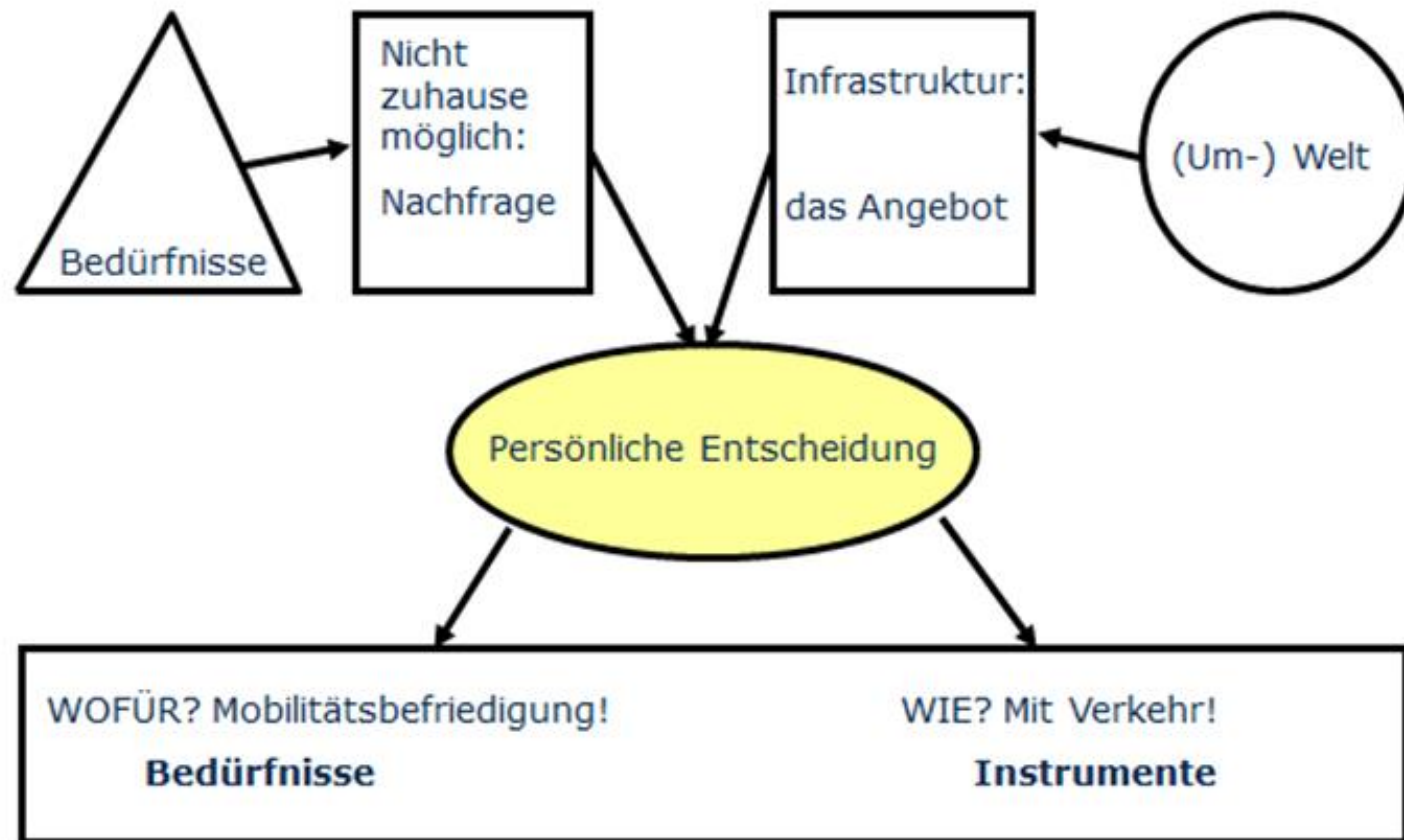 Nicht
zuhause
möglich:
Nachfrage
Bedürfnisse
Infrastruktur:
das Angebot
(Um-) Welt
Persönliche Entscheidung
WOFÜR? Mobilitätsbefriedigung!
Bedürfnisse
WIE? Mit Verkehr!
Instrumente